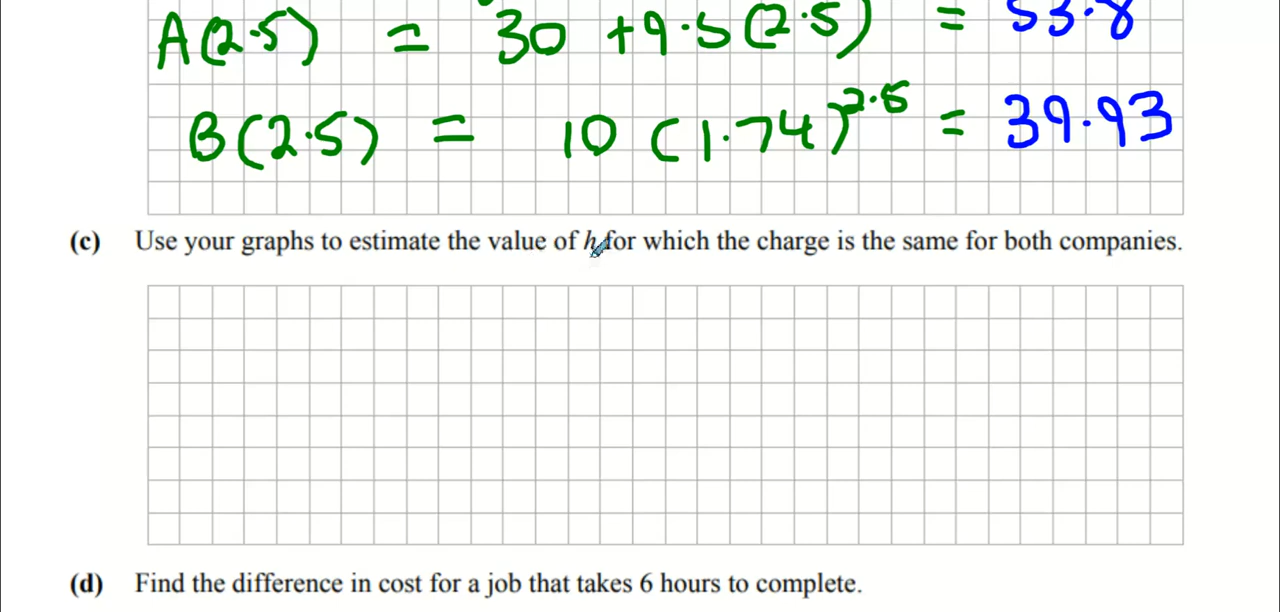 A(2.5) = 30 + 9.5(2.5) = 53.8
B(2.5) = 10 (1.74)^2.5 = 39.93
(c) Use your graphs to estimate the value of h for which the charge is the same for both companies.
(d) Find the difference in cost for a job that takes 6 hours to complete.